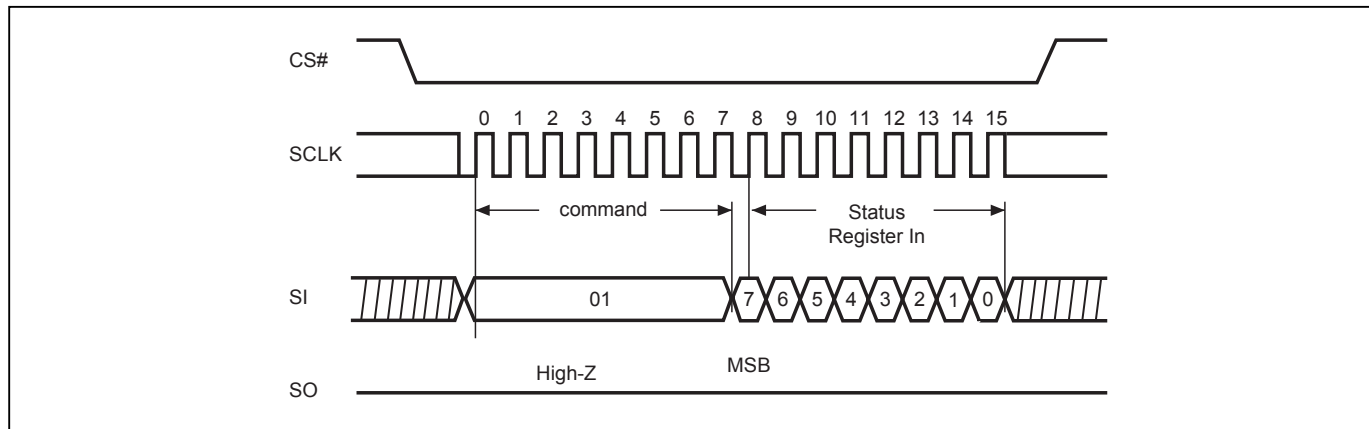 CS#
0 1 2 3 4 5 6 7 8 9 10 11 12 13 14 15
SCLK
command
Status
Register In
SI
01
7 6 5 4 3 2 1 0
MSB
High-Z
SO